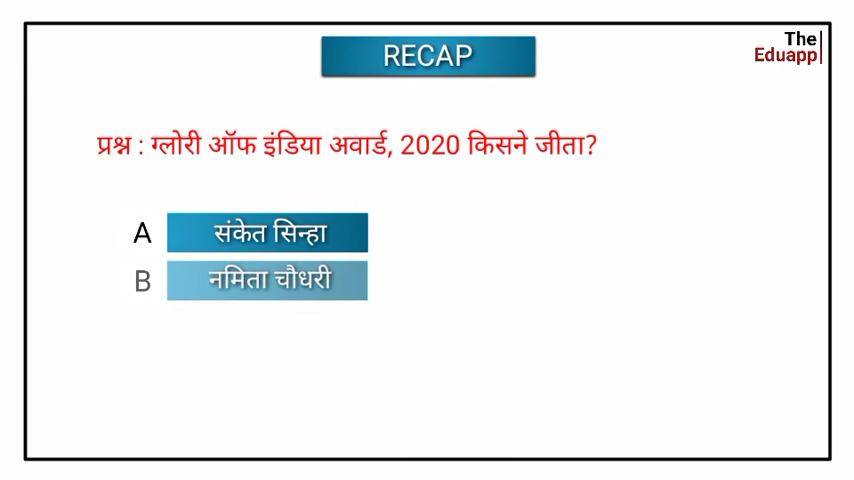 RECAP
The
Eduapp
प्रश्न : ग्लोरी ऑफ इंडिया अवार्ड, 2020 किसने जीता?
A संकेत सिन्हा
B नमिता चौधरी